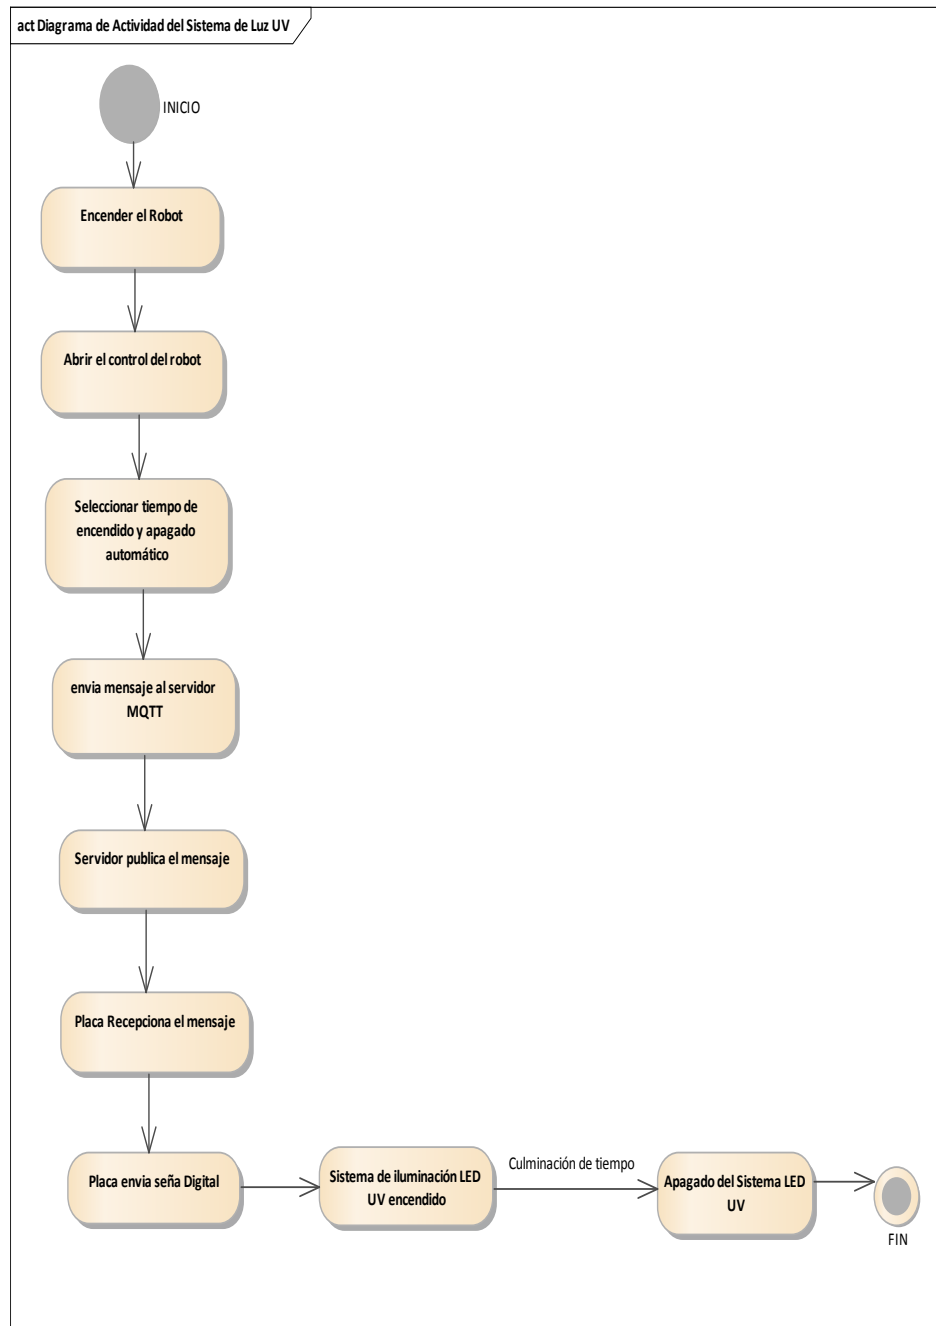 act Diagrama de Actividad del Sistema de Luz UV
INICIO
Encender el Robot
Abrir el control del robot
Seleccionar tiempo de
encendido y apagado
automático
envia mensaje al servidor
MQTT
Servidor publica el mensaje
Placa Recepciona el mensaje
Placa envia seña Digital
Sistema de iluminación LED
UV encendido
Culminación de tiempo
Apagado del Sistema LED
UV
FIN